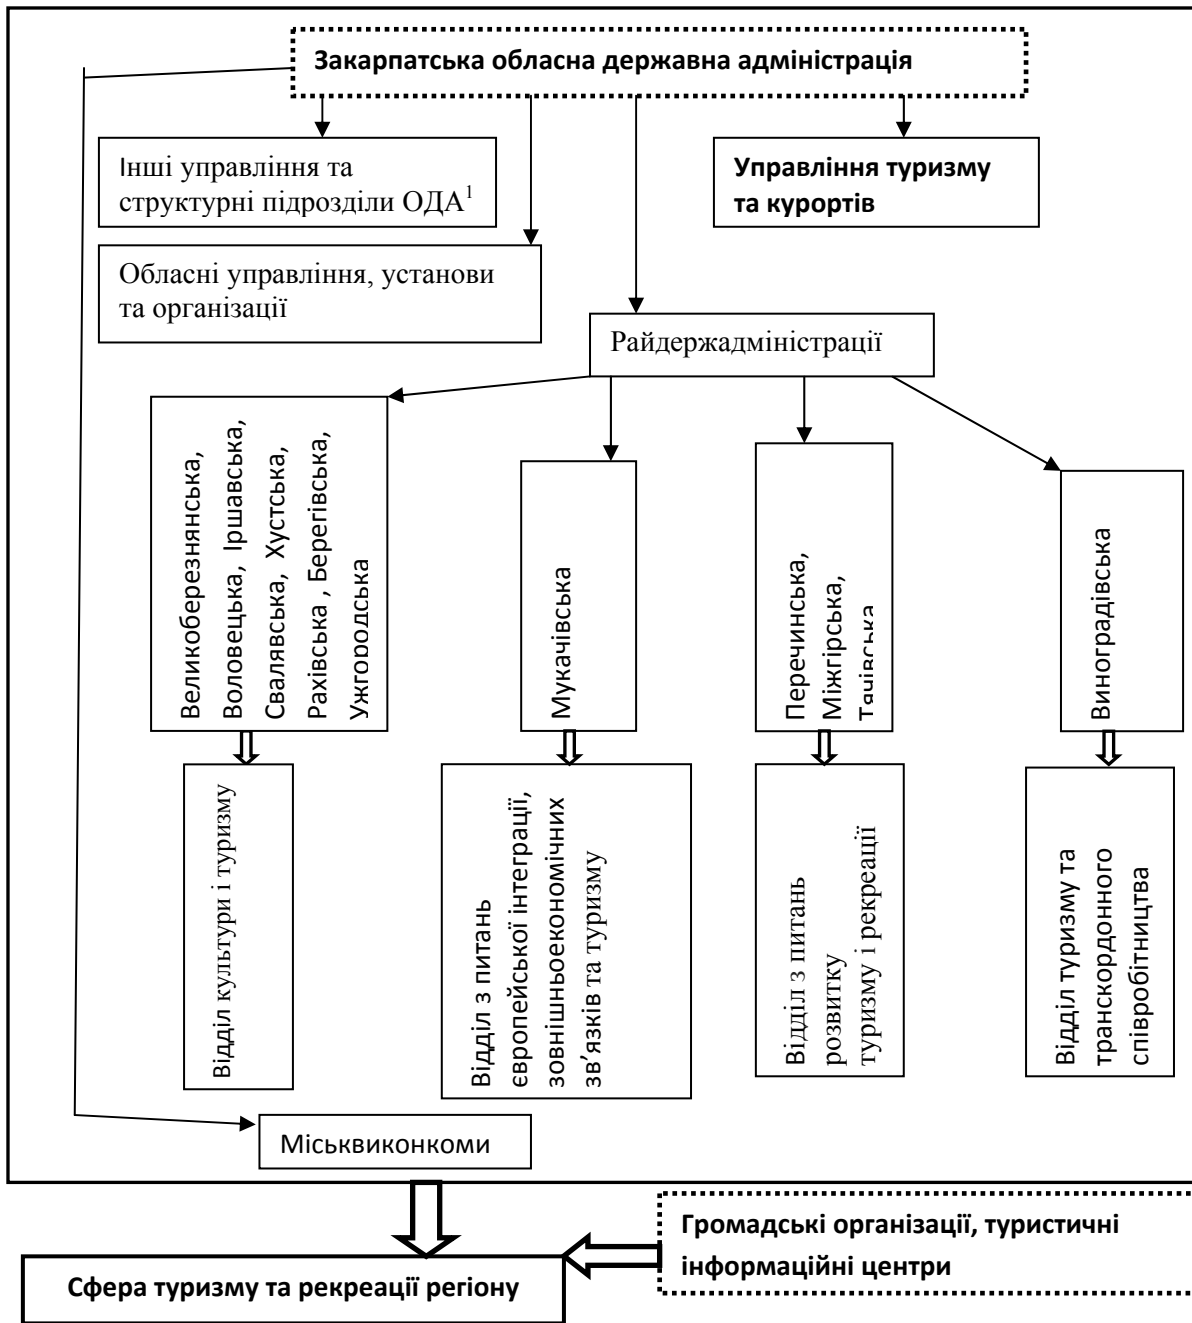 Закарпатська обласна державна адміністрація
Інші управління та
структурні підрозділи ОДА¹
Управління туризму
та курортів
Обласні управління, установи
та організації
Райдержадміністрації
Великоберезнянська,
Воловецька, Іршавська,
Свалявська, Хустська,
Рахівська , Берегівська,
Ужгородська
Мукачівська
Перечинська,
Міжгірська,
Тячівська
Виноградівська
Відділ культури і туризму
Відділ з питань
європейської інтеграції,
зовнішньоекономічних
зв’язків та туризму
Відділ з питань
розвитку
туризму і рекреації
Відділ туризму та
транскордонного
співробітництва
Міськвиконкоми
Громадські організації, туристичні
інформаційні центри
Сфера туризму та рекреації регіону